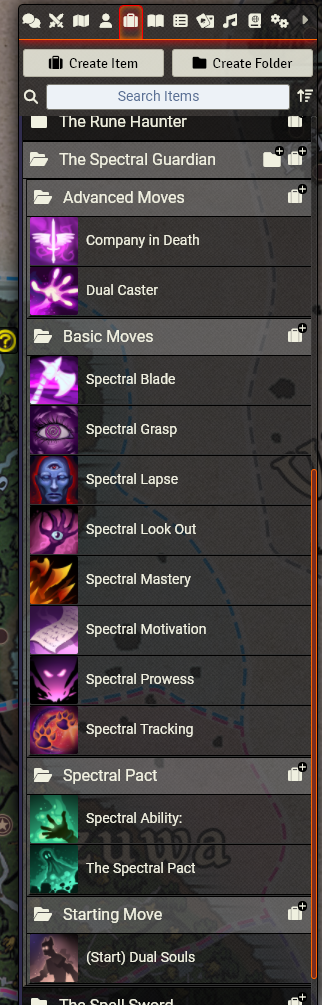 Create Item
Create Folder
Search Items
The Rune Haunter
The Spectral Guardian
Advanced Moves
Company in Death
Dual Caster
Basic Moves
Spectral Blade
Spectral Grasp
Spectral Lapse
Spectral Look Out
Spectral Mastery
Spectral Motivation
Spectral Prowess
Spectral Tracking
Spectral Pact
Spectral Ability:
The Spectral Pact
Starting Move
(Start) Dual Souls
The Spell Sword